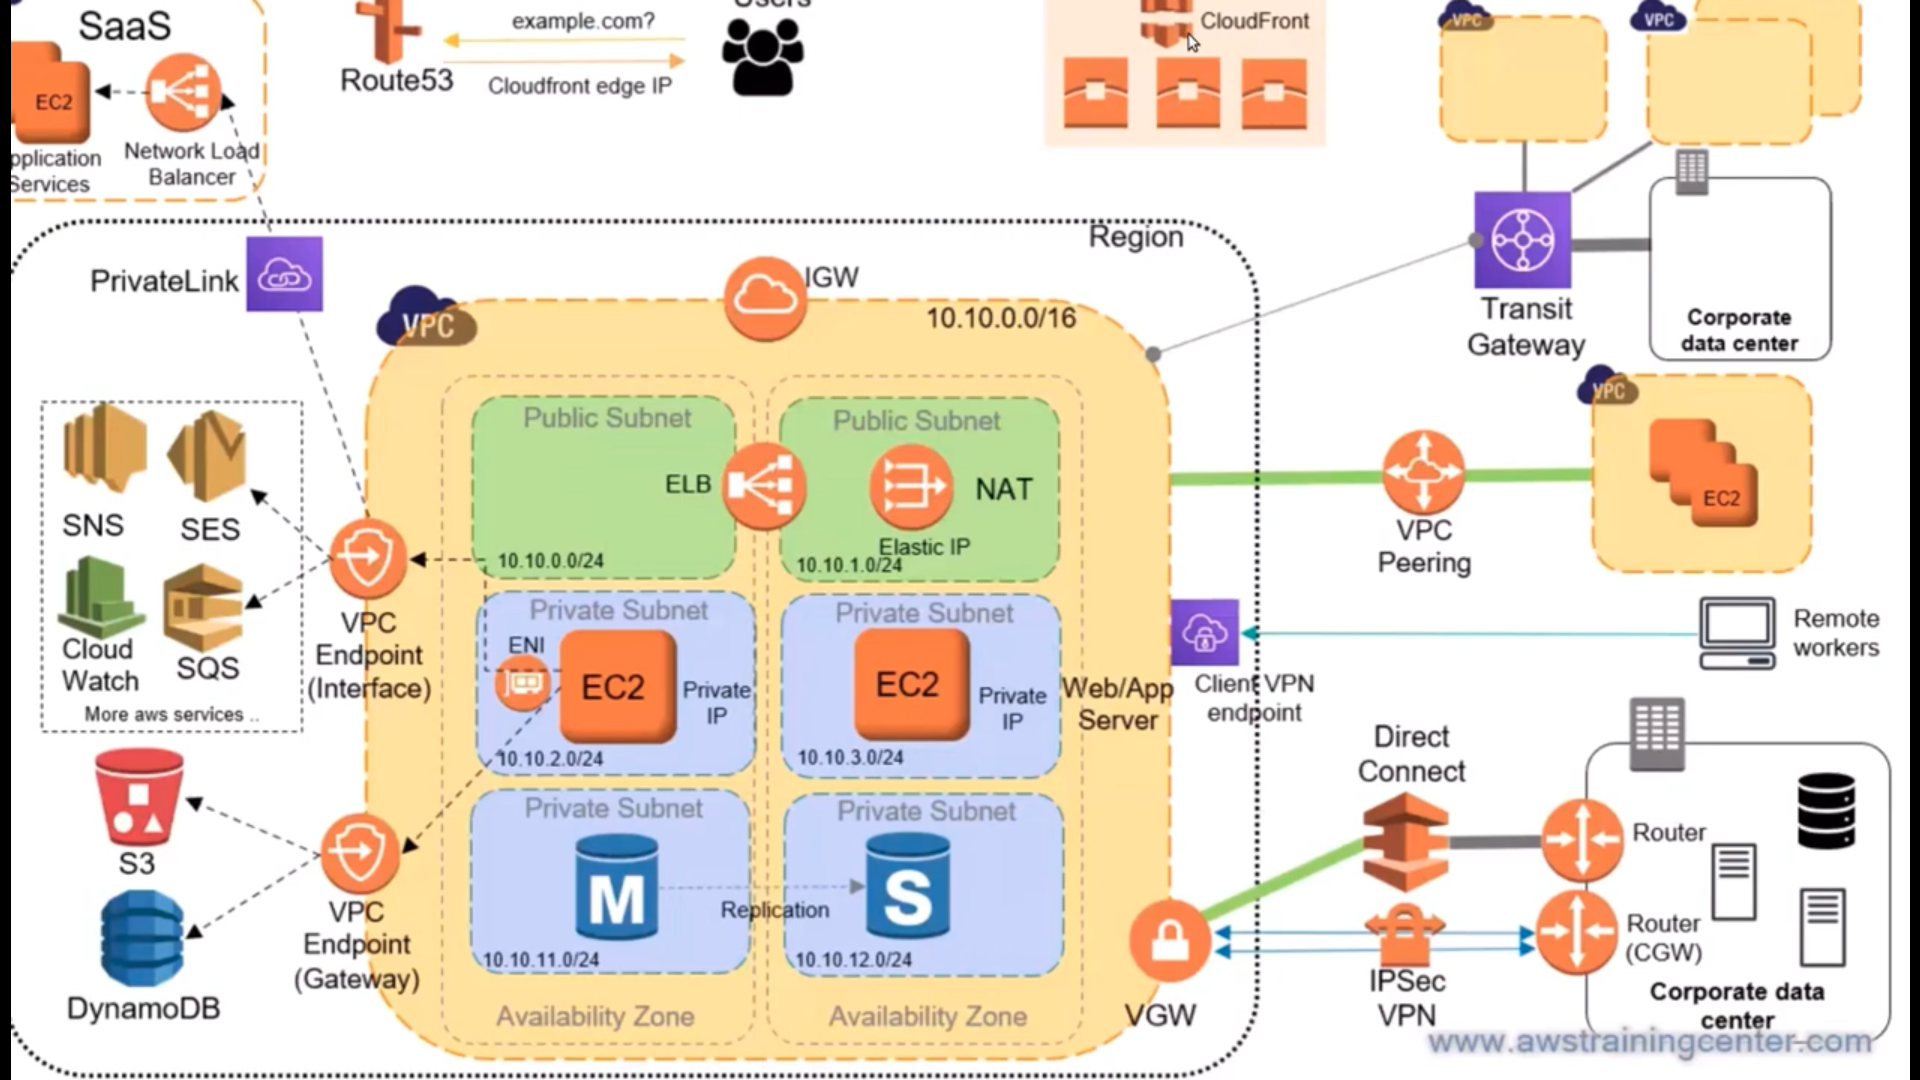 Users
SaaS
example.com?
CloudFront
VPC
VPC
Route53
Cloudfront edge IP
EC2
Network Load
Balancer
Services
Region
PrivateLink
IGW
VPC
10.10.0.0/16
Transit
Gateway
Corporate
data center
Public Subnet
Public Subnet
VPC
ELB
NAT
EC2
SNS
SES
Elastic IP
VPC
Peering
10.10.0.0/24
10.10.1.0/24
Private Subnet
Private Subnet
VPC
Endpoint
(Interface)
ENI
EC2
Private
IP
EC2
Private
IP
Web/App
Server
Remote
workers
Cloud
Watch
SQS
More aws services ..
Client VPN
endpoint
10.10.2.0/24
10.10.3.0/24
Direct
Connect
Private Subnet
Private Subnet
S3
M
S
Router
Replication
VPC
Endpoint
(Gateway)
Router
(CGW)
10.10.11.0/24
10.10.12.0/24
IPSec
VPN
DynamoDB
Availability Zone
Availability Zone
VGW
Corporate data
center
www.awstrainingcenter.com